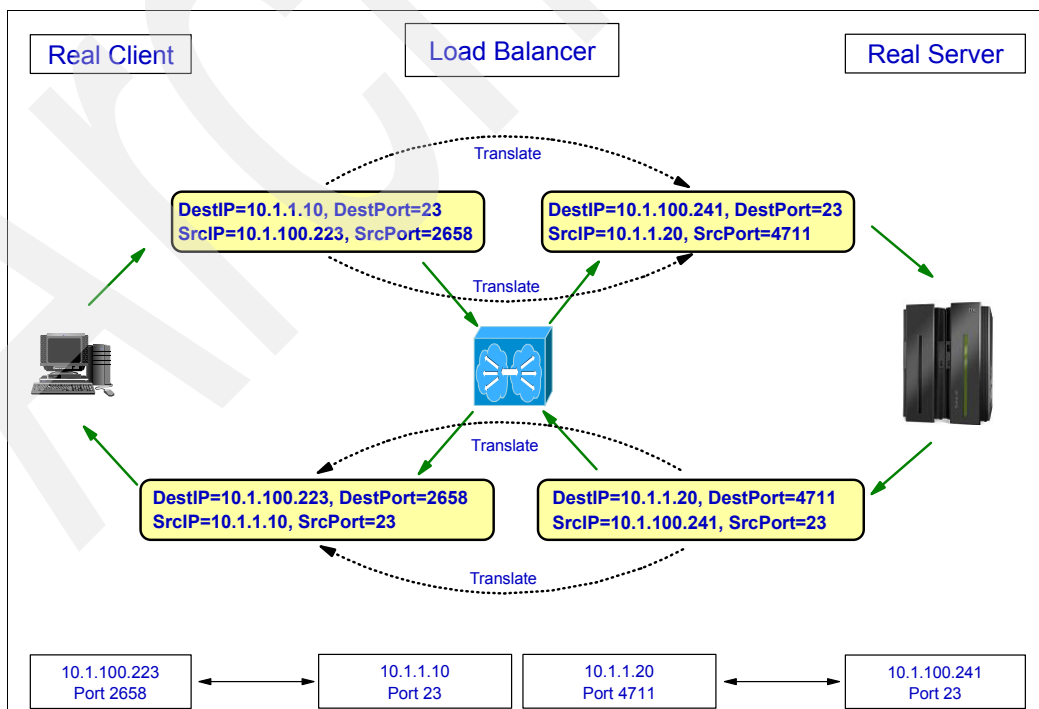 Real Client
Load Balancer
Real Server
Translate
DestIP=10.1.1.10, DestPort=23
SrcIP=10.1.100.223, SrcPort=2658
DestIP=10.1.100.241, DestPort=23
SrcIP=10.1.1.20, SrcPort=4711
Translate
Translate
DestIP=10.1.100.223, DestPort=2658
SrcIP=10.1.1.10, SrcPort=23
DestIP=10.1.1.20, DestPort=4711
SrcIP=10.1.100.241, SrcPort=23
Translate
10.1.100.223
Port 2658
10.1.1.10
Port 23
10.1.1.20
Port 4711
10.1.100.241
Port 23